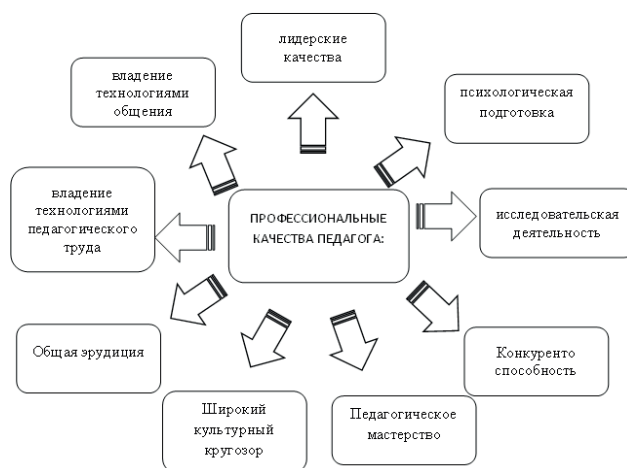 лидерские
качества
владение
технологиями
общения
психологическая
подготовка
владение
технологиями
педагогического
труда
ПРОФЕССИОНАЛЬНЫЕ
КАЧЕСТВА ПЕДАГОГА:
исследовательская
деятельность
Общая эрудиция
Конкуренто
способность
Широкий
культурный
кругозор
Педагогическое
мастерство